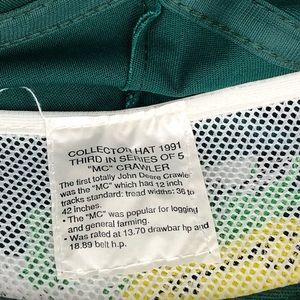 COLLECTOR HAT 1991
THIRD IN SERIES OF 5
"MC" CRAWLER
The first totally John Deere Crawler
was the "MC" which had 12 inch
tracks standard: tread widths: 36 to
42 inches.
• The "MC" was popular for logging
and general farming.
• Was rated at 13.70 drawbar hp and
18.89 belt h.p.